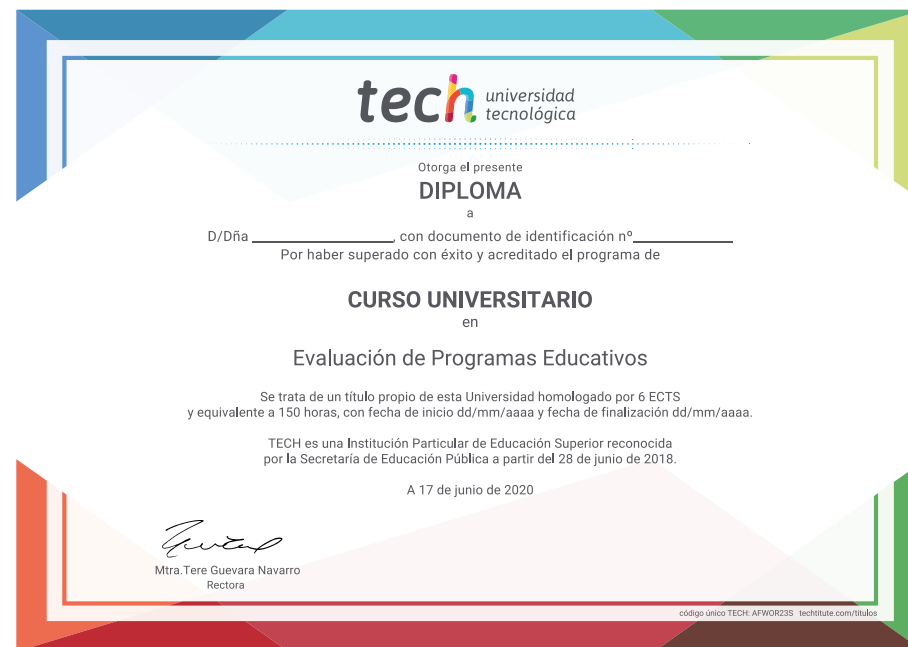 tech universidad
tecnológica
Otorga el presente
DIPLOMA
a
D/Dña ________________, con documento de identificación nº___________
Por haber superado con éxito y acreditado el programa de
CURSO UNIVERSITARIO
en
Evaluación de Programas Educativos
Se trata de un título propio de esta Universidad homologado por 6 ECTS
y equivalente a 150 horas, con fecha de inicio dd/mm/aaaa y fecha de finalización dd/mm/aaaa.
TECH es una Institución Particular de Educación Superior reconocida
por la Secretaría de Educación Pública a partir del 28 de junio de 2018.
A 17 de junio de 2020
Mtra.Tere Guevara Navarro
Rectora
código único TECH: AFWOR23S techtitute.com/titulos